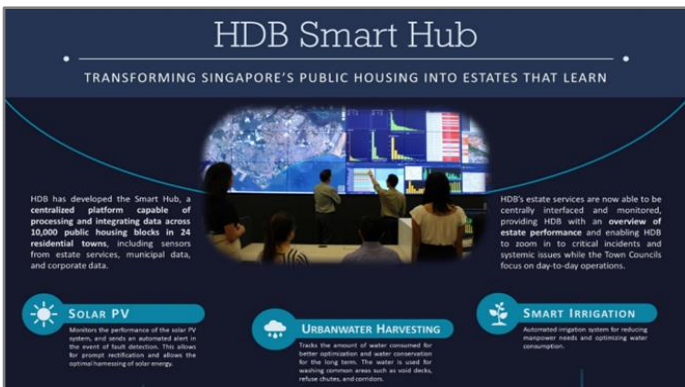 HDB Smart Hub
TRANSFORMING SINGAPORE'S PUBLIC HOUSING INTO ESTATES THAT LEARN
HDB has developed the Smart Hub, a
centralized platform capable of
processing and integrating data across
10,000 public housing blocks in 24
residential towns, including sensors
from estate services, municipal data,
and corporate data.
HDB's estate services are now able to be
centrally interfaced and monitored,
providing HDB with an overview of
estate performance and enabling HDB
to zoom in to critical incidents and
systemic issues while the Town Councils
focus on day-to-day operations.
SOLAR PV
Monitors the performance of the solar PV
system, and sends an automated alert in
the event of fault detection. This allows
for prompt rectification and allows the
optimal harnessing of solar energy.
URBANWATER HARVESTING
Tracks the amount of water consumed for
better optimization and water conservation
for the long term. The water is used for
washing common areas such as void decks,
refuse chutes, and corridors.
SMART IRRIGATION
Automated irrigation system for reducing
manpower needs and optimizing water
consumption.